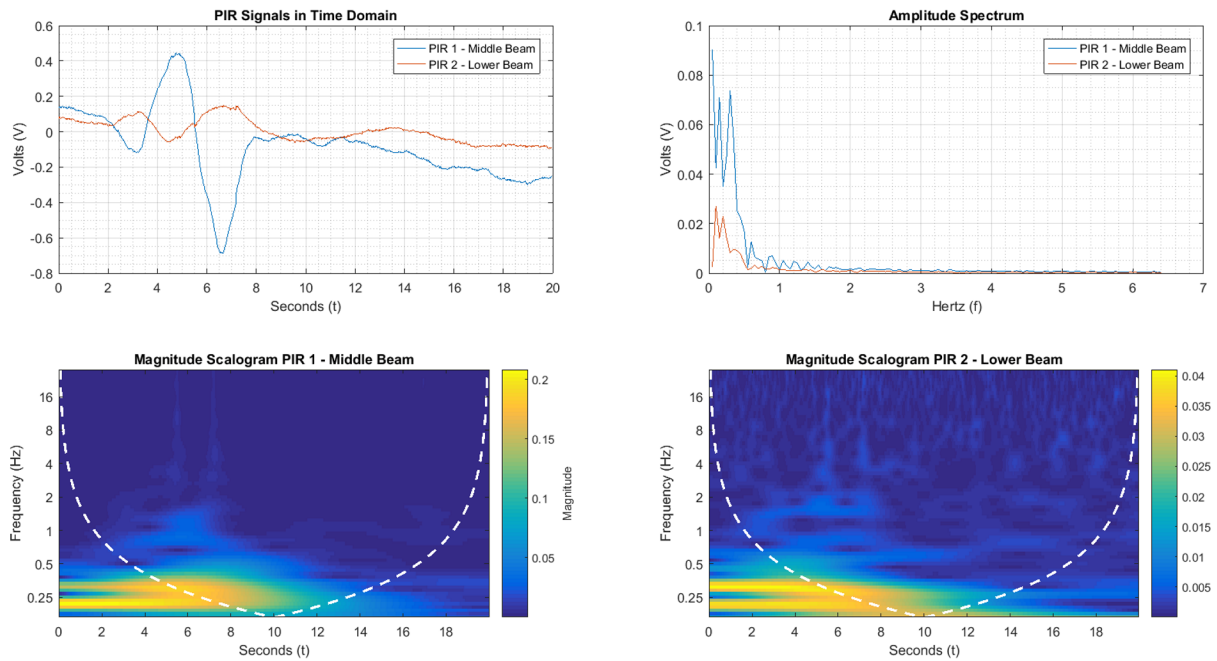 PIR Signals in Time Domain
0.6
0.4
0.2
0
-0.2
-0.4
-0.6
-0.8
Volts (V)
PIR 1 - Middle Beam
PIR 2 - Lower Beam
0 2 4 6 8 10 12 14 16 18 20
Seconds (t)
Amplitude Spectrum
0.1
0.08
0.06
0.04
0.02
0
Volts (V)
PIR 1 - Middle Beam
PIR 2 - Lower Beam
0 1 2 3 4 5 6 7
Hertz (f)
Magnitude Scalogram PIR 1 - Middle Beam
16
8
4
2
1
0.5
0.25
Frequency (Hz)
0 2 4 6 8 10 12 14 16 18
Seconds (t)
0.2
0.15
0.1
0.05
Magnitude
Magnitude Scalogram PIR 2 - Lower Beam
16
8
4
2
1
0.5
0.25
Frequency (Hz)
0 2 4 6 8 10 12 14 16 18
Seconds (t)
0.04
0.035
0.03
0.025
0.02
0.015
0.01
0.005